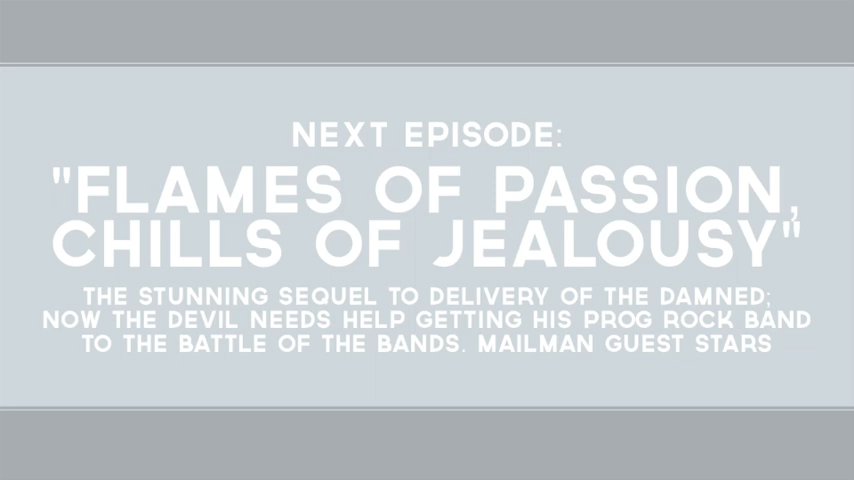 NEXT EPISODE:
"FLAMES OF PASSION,
CHILLS OF JEALOUSY"
THE STUNNING SEQUEL TO DELIVERY OF THE DAMNED;
NOW THE DEVIL NEEDS HELP GETTING HIS PROG ROCK BAND
TO THE BATTLE OF THE BANDS. MAILMAN GUEST STARS